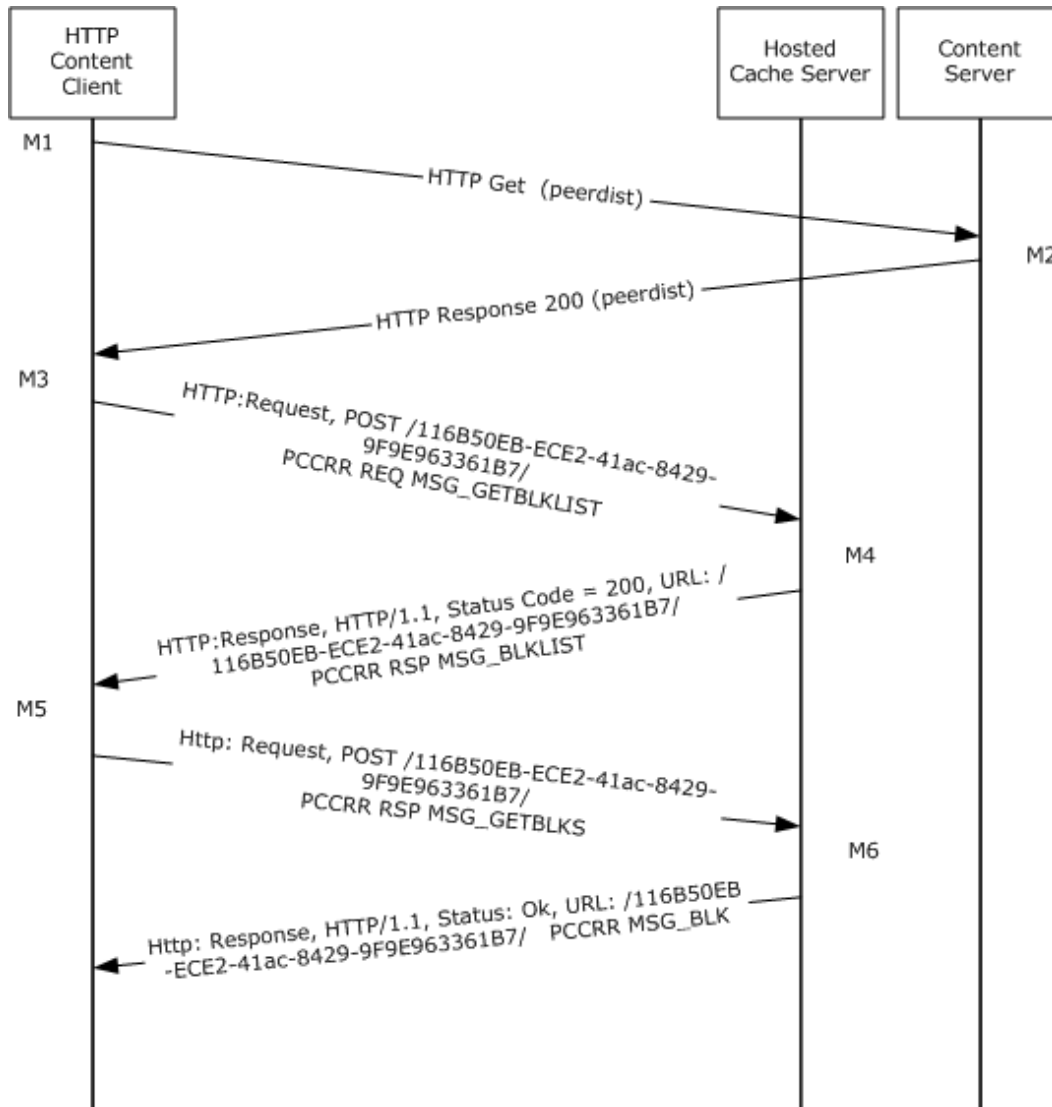 HTTP
Content
Client
Hosted
Cache Server
Content
Server
M1
HTTP Get  (peerdist)
M2
HTTP Response 200 (peerdist)
M3
HTTP:Request, POST /116B50EB-ECE2-41ac-8429-
9F9E963361B7/
PCCRR REQ MSG_GETBLKLIST
M4
HTTP:Response, HTTP/1.1, Status Code = 200, URL: /
116B50EB-ECE2-41ac-8429-9F9E963361B7/
PCCRR RSP MSG_BLKLIST
M5
Http: Request, POST /116B50EB-ECE2-41ac-8429-
9F9E963361B7/
PCCRR RSP MSG_GETBLKS
M6
Http: Response, HTTP/1.1, Status: Ok, URL: /116B50EB
-ECE2-41ac-8429-9F9E963361B7/   PCCRR MSG_BLK